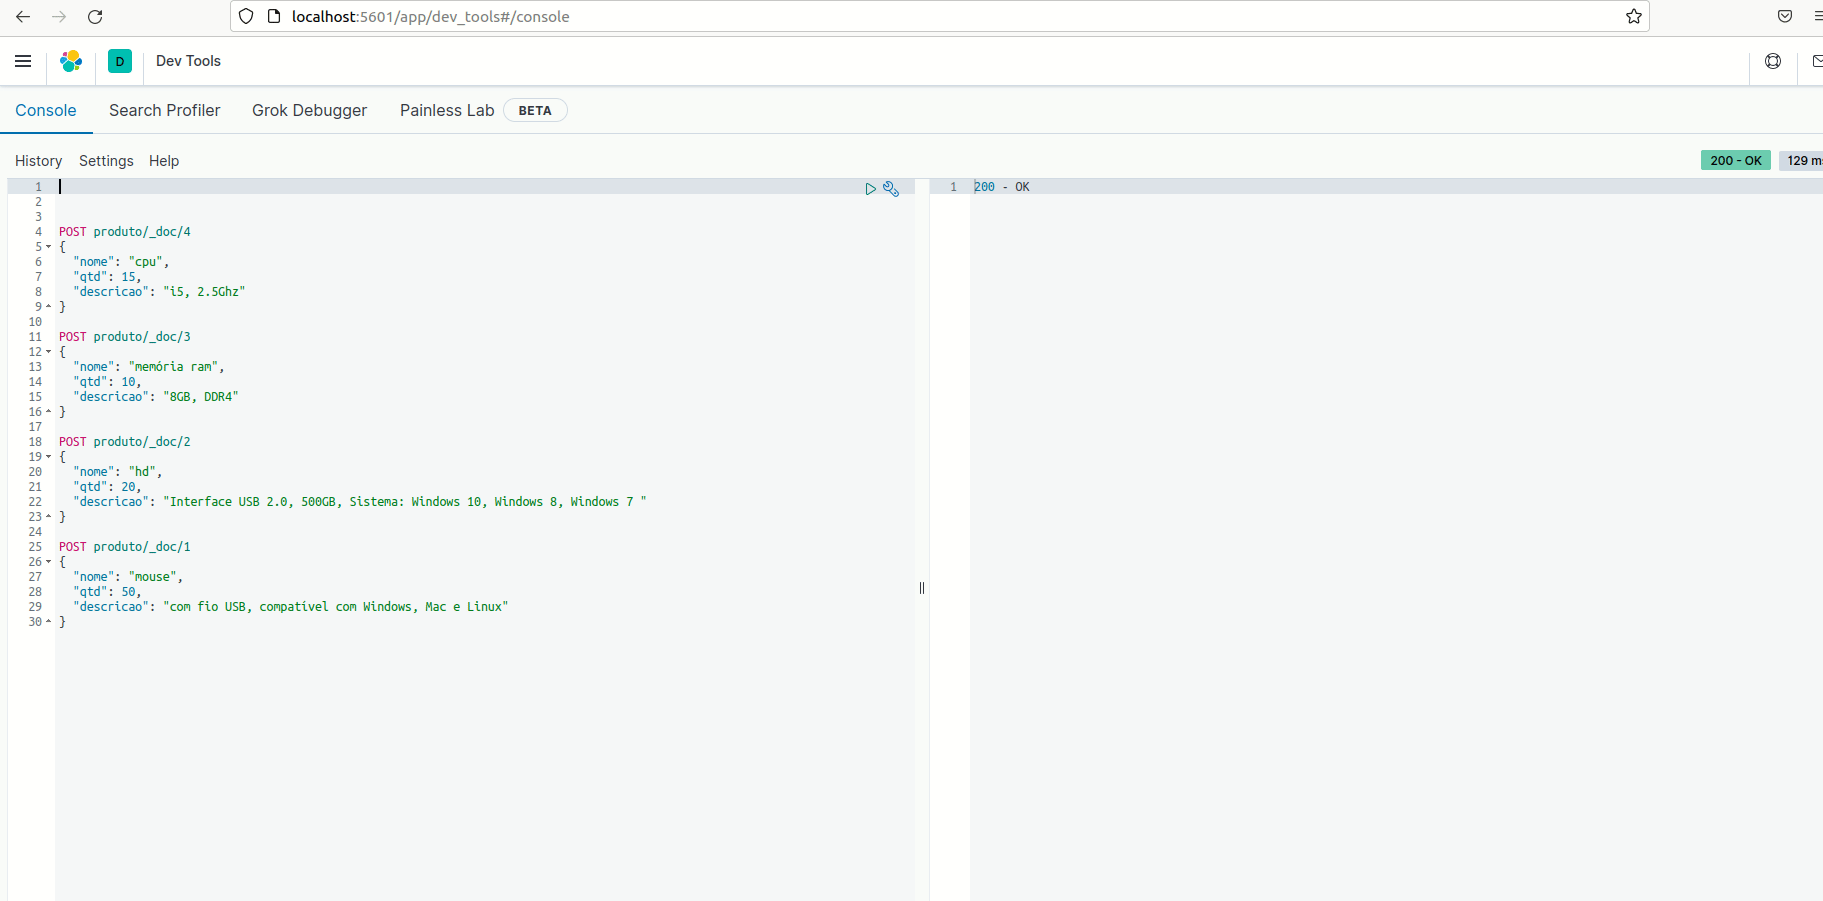 localhost:5601/app/dev_tools#/console
D Dev Tools
Console Search Profiler Grok Debugger Painless Lab BETA
History Settings Help
200 - OK 129 ms
1
2
3
4 POST produto/_doc/4
5 {
6 "nome": "cpu",
7 "qtd": 15,
8 "descricao": "i5, 2.5Ghz"
9 }
10
11 POST produto/_doc/3
12 {
13 "nome": "memória ram",
14 "qtd": 10,
15 "descricao": "8GB, DDR4"
16 }
17
18 POST produto/_doc/2
19 {
20 "nome": "hd",
21 "qtd": 20,
22 "descricao": "Interface USB 2.0, 500GB, Sistema: Windows 10, Windows 8, Windows 7 "
23 }
24
25 POST produto/_doc/1
26 {
27 "nome": "mouse",
28 "qtd": 50,
29 "descricao": "com fio USB, compatível com Windows, Mac e Linux"
30 }
1 200 - OK